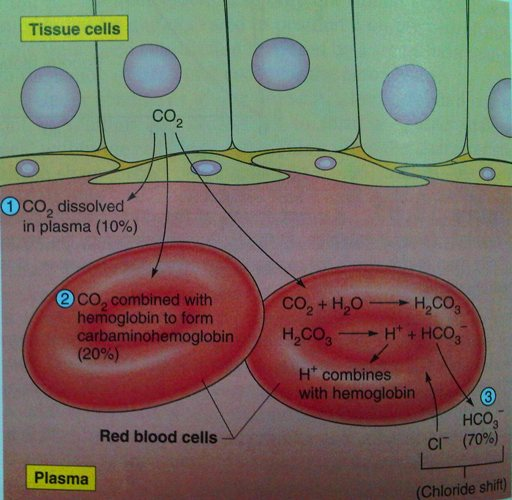 Tissue cells
CO₂
1 CO₂ dissolved
in plasma (10%)
2 CO₂ combined with
hemoglobin to form
carbaminohemoglobin
(20%)
CO₂ + H₂O → H₂CO₃
H₂CO₃ → H⁺ + HCO₃⁻
H⁺ combines
with hemoglobin
3
HCO₃⁻
(70%)
Cl⁻
(Chloride shift)
Red blood cells
Plasma